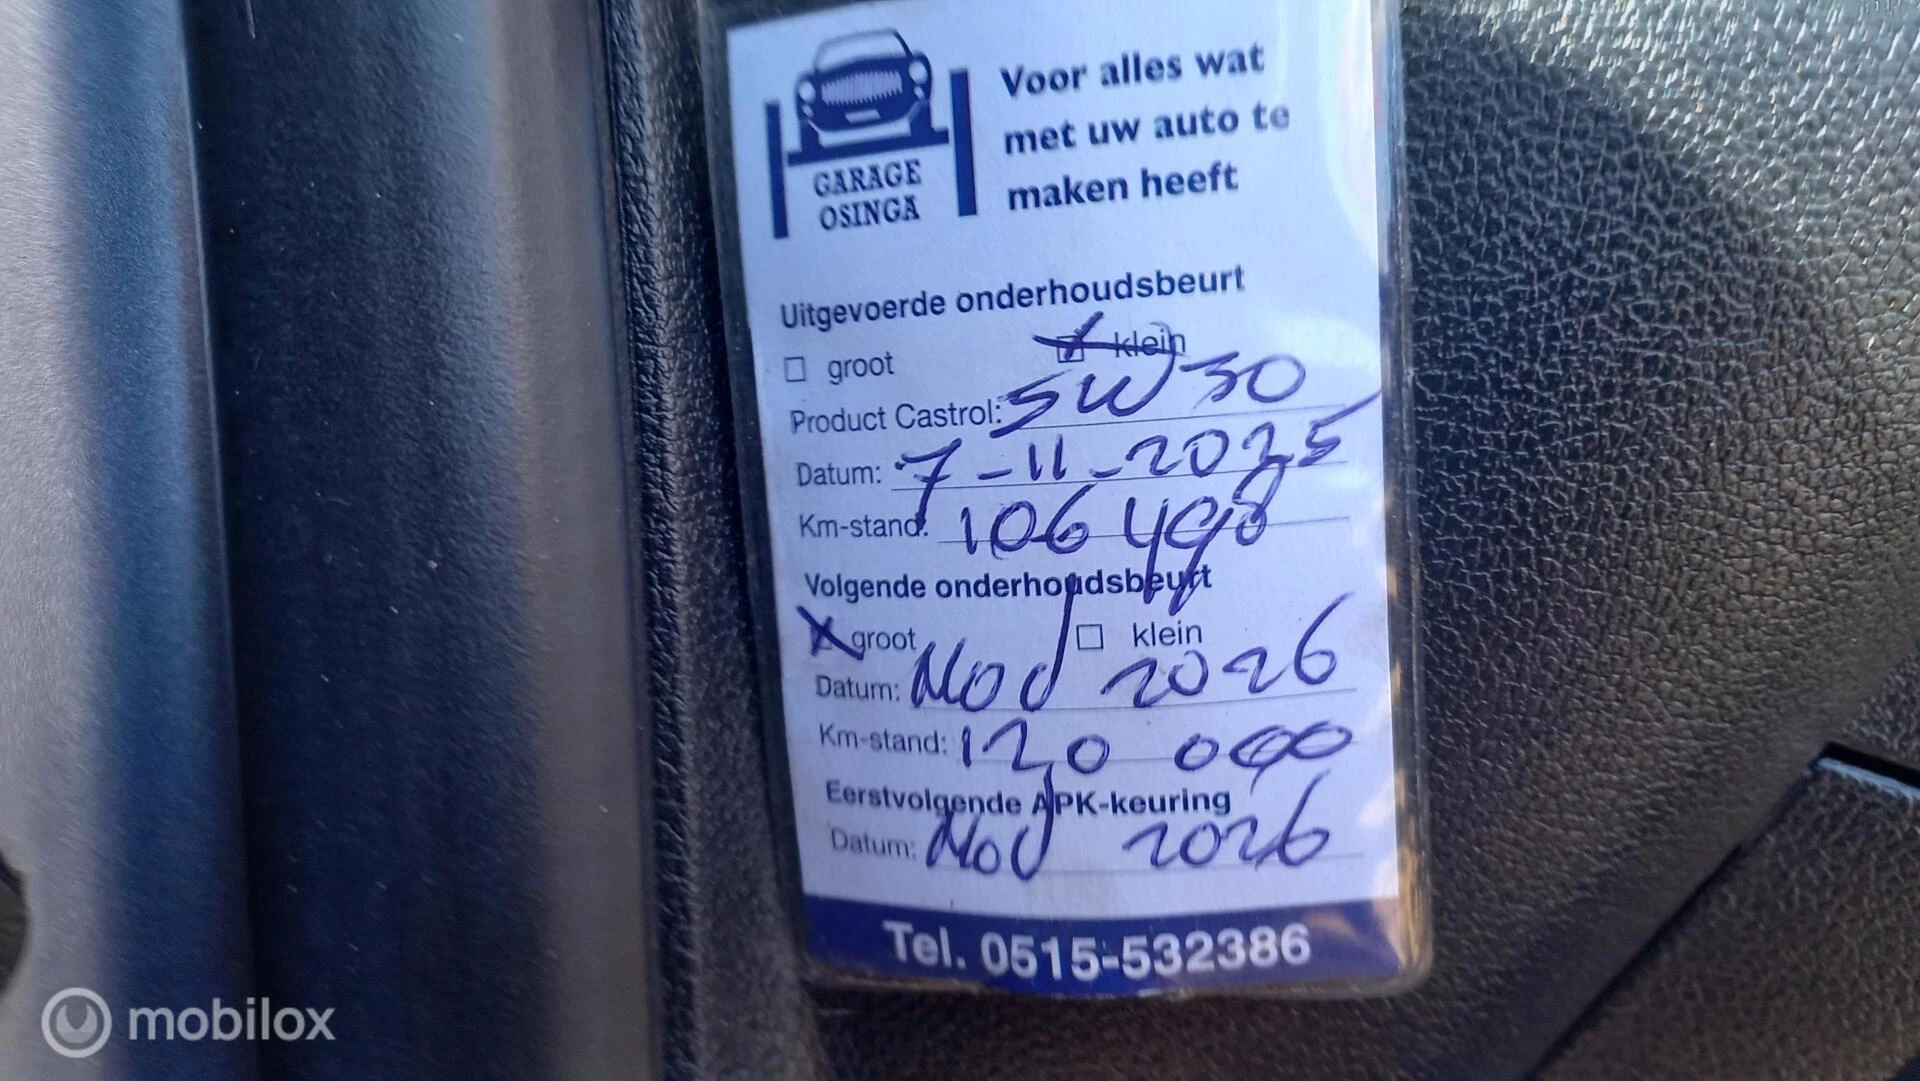 Voor alles wat
met uw auto te
maken heeft
GARAGE
OSINGA
Uitgevoerde onderhoudsbeurt
groot klein
Product Castrol: 5W30
Datum: 7-11-2025
Km-stand: 106498
Volgende onderhoudsbeurt
groot klein
Datum: Nov 2026
Km-stand: 120 000
Eerstvolgende APK-keuring
Datum: Nov 2026
Tel. 0515-532386
mobilox